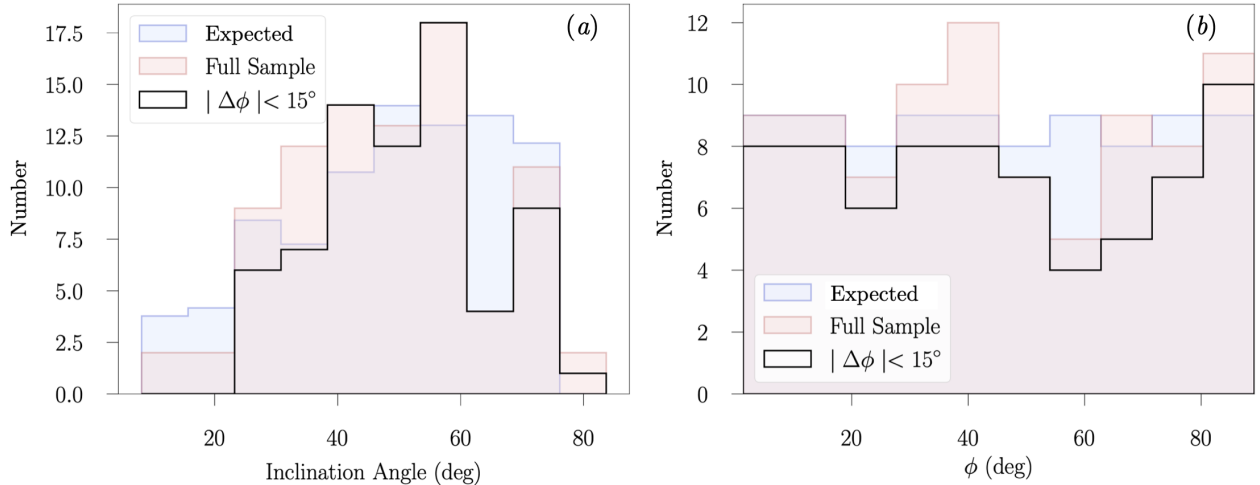 (a)
Expected
Full Sample
| Δϕ |< 15°
17.5
15.0
12.5
10.0
7.5
5.0
2.5
0.0
Number
20 40 60 80
Inclination Angle (deg)
(b)
12
10
8
6
4
2
0
Number
Expected
Full Sample
| Δϕ |< 15°
20 40 60 80
ϕ (deg)